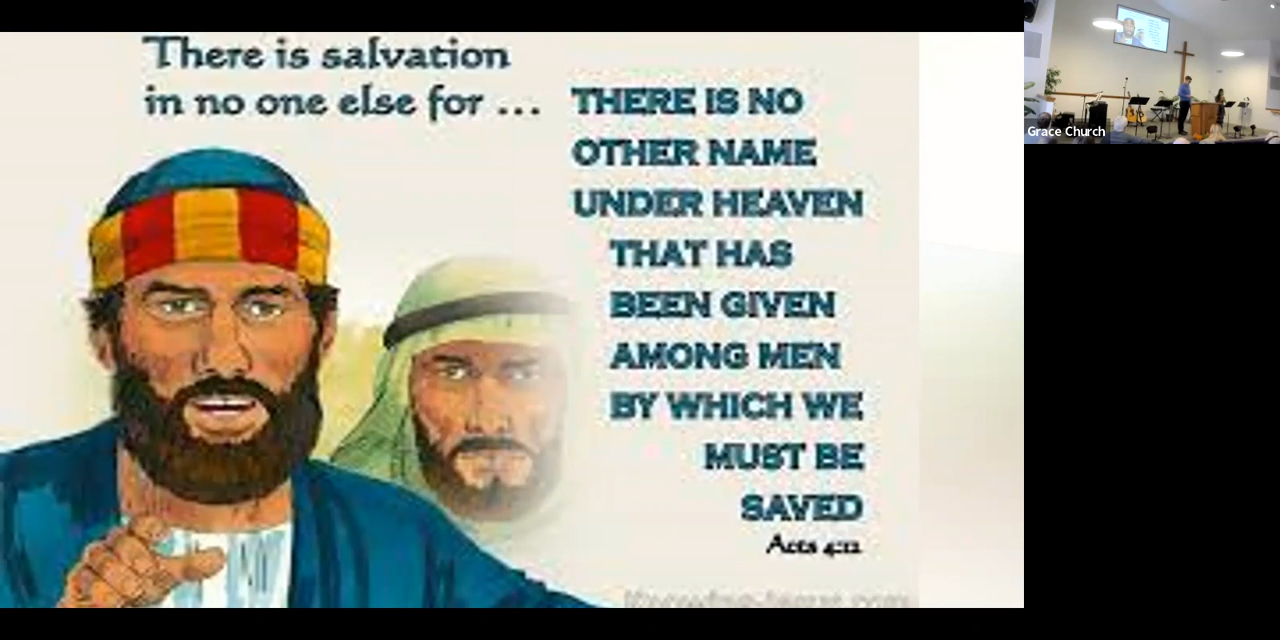 There is salvation
in no one else for ...
THERE IS NO
OTHER NAME
UNDER HEAVEN
THAT HAS
BEEN GIVEN
AMONG MEN
BY WHICH WE
MUST BE
SAVED
Acts 4:12
Grace Church